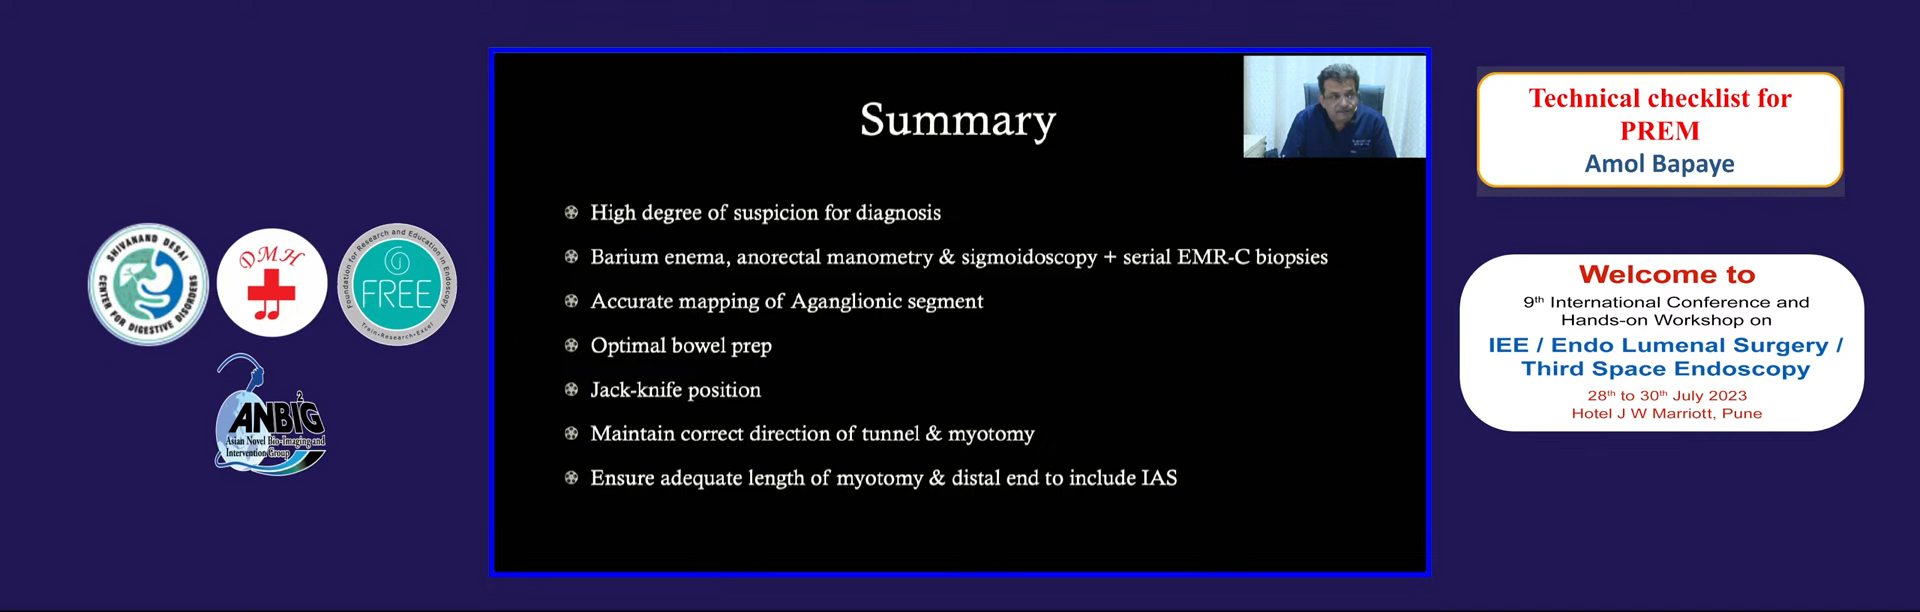 SHIVANAND DESAI
CENTER FOR DIGESTIVE DISORDERS
DMH
Foundation for Research and Education in Endoscopy
FREE
Train•Research•Excel
ANBI²G
Asian Novel Bio-Imaging and
Intervention Group
Summary
High degree of suspicion for diagnosis
Barium enema, anorectal manometry & sigmoidoscopy + serial EMR-C biopsies
Accurate mapping of Aganglionic segment
Optimal bowel prep
Jack-knife position
Maintain correct direction of tunnel & myotomy
Ensure adequate length of myotomy & distal end to include IAS
Technical checklist for
PREM
Amol Bapaye
Welcome to
9th International Conference and
Hands-on Workshop on
IEE / Endo Lumenal Surgery /
Third Space Endoscopy
28th to 30th July 2023
Hotel J W Marriott, Pune